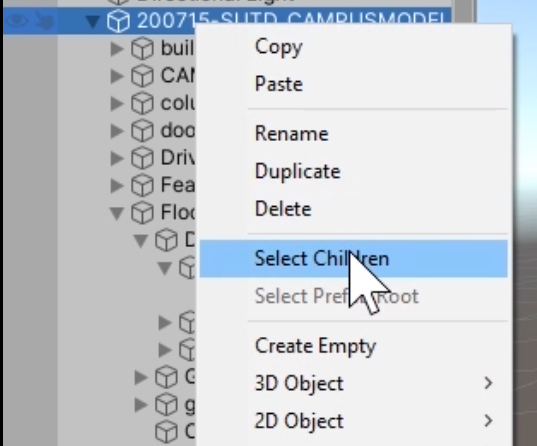 Directional Light
200715-SUTD_CAMPUSMODEL
buil
CAM
colu
doo
Driv
Fea
Floo
D
G
g
C
Copy
Paste
Rename
Duplicate
Delete
Select Children
Select Prefab Root
Create Empty
3D Object
2D Object